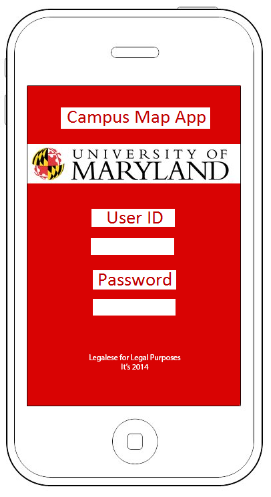 Campus Map App
UNIVERSITY OF
MARYLAND
User ID
Password
Legalese for Legal Purposes
It's 2014